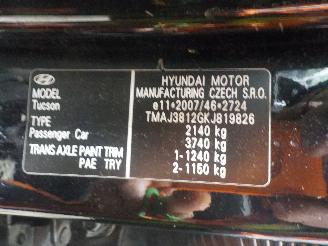 HYUNDAI MOTOR
MANUFACTURING CZECH S.R.O.
e11*2007/46*2724
TMAJ3812GKJ819826
2140 kg
3740 kg
1-1240 kg
2-1150 kg
MODEL
Tucson
TYPE
Passenger Car
TRANS AXLE PAINT TRIM
PAE TRY